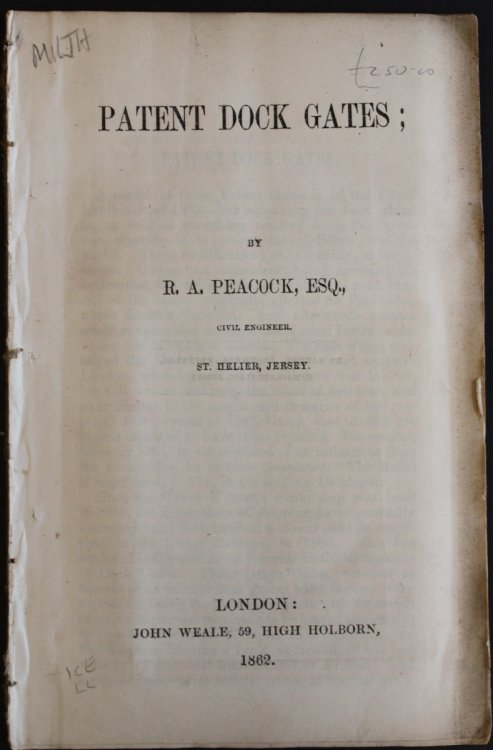 MILTH
£250-00
PATENT DOCK GATES;
BY
R. A. PEACOCK, ESQ.,
CIVIL ENGINEER.
ST. HELIER, JERSEY.
LONDON:
JOHN WEALE, 59, HIGH HOLBORN,
1862.
ICE
LL